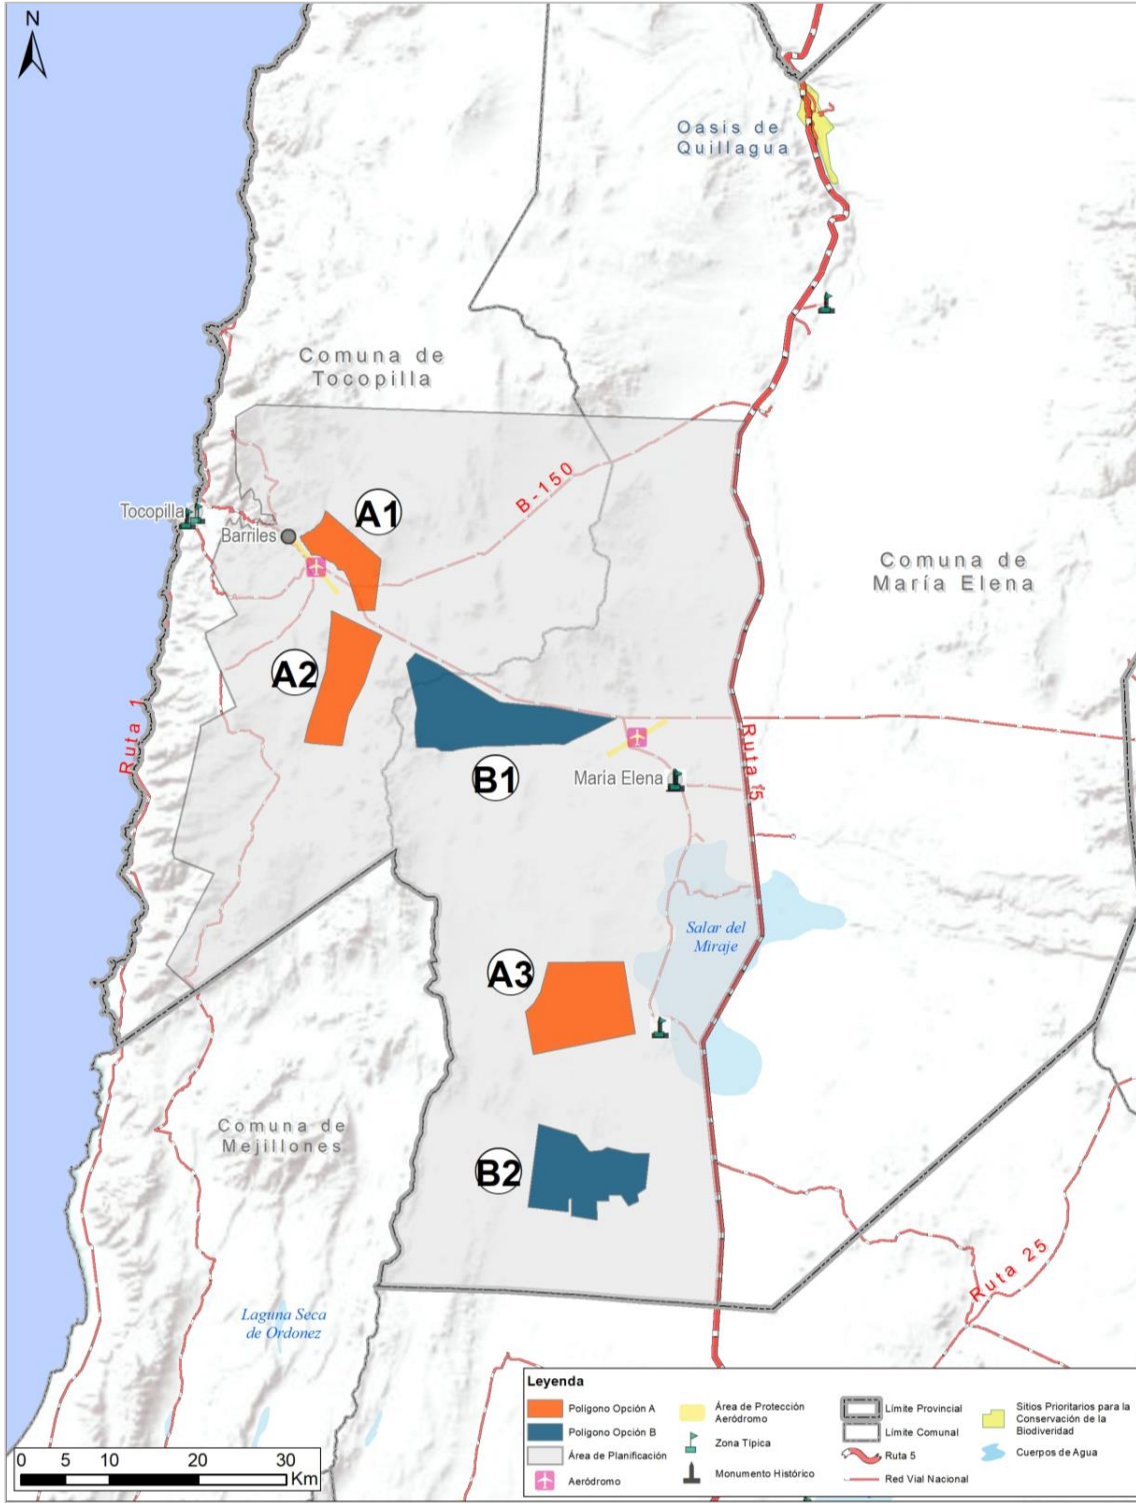 N
Oasis de
Quillagua
Comuna de
Tocopilla
B-150
Tocopilla
A1
Barriles
Comuna de
María Elena
A2
Ruta 1
B1
Maria Elena
Ruta 5
Salar del
Miraje
A3
Comuna de
Mejillones
B2
Ruta 25
Laguna Seca
de Ordonez
Leyenda
Polígono Opción A
Polígono Opción B
Área de Planificación
Aeródromo
Área de Protección
Aeródromo
Zona Típica
Monumento Histórico
Límite Provincial
Límite Comunal
Ruta 5
Red Vial Nacional
Sitios Prioritarios para la
Conservación de la
Biodiveridad
Cuerpos de Agua
0 5 10 20 30 Km